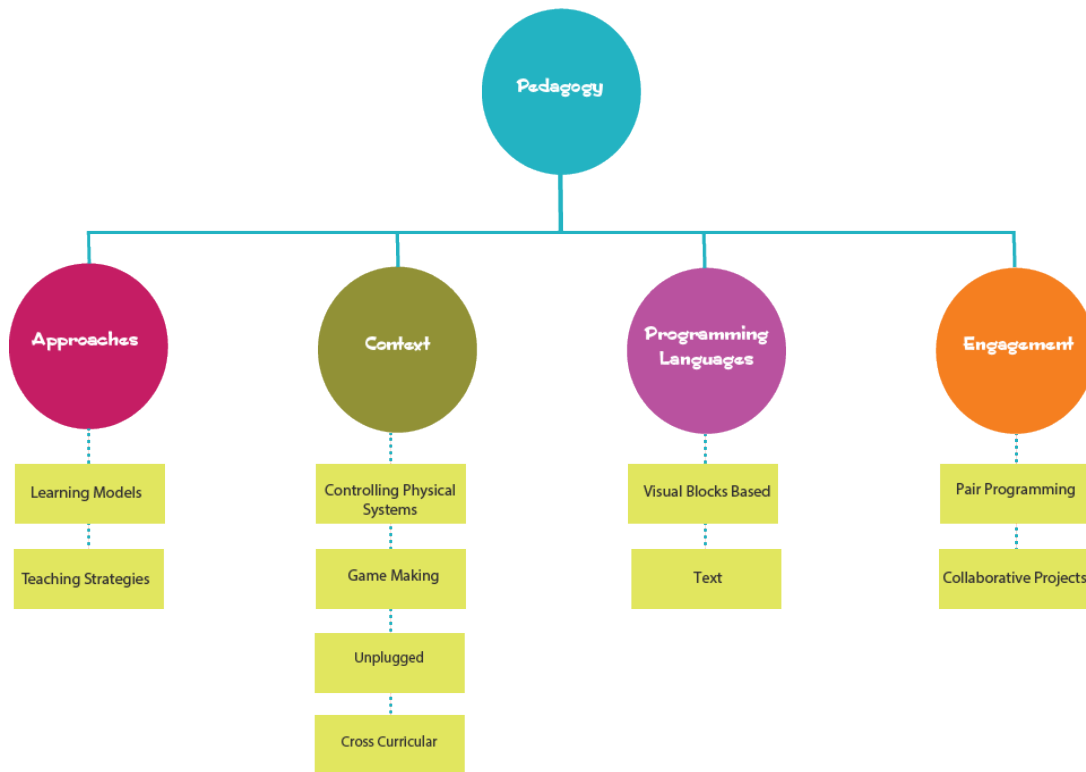 Pedagogy
Approaches
Context
Programming
Languages
Engagement
Learning Models
Teaching Strategies
Controlling Physical
Systems
Game Making
Unplugged
Cross Curricular
Visual Blocks Based
Text
Pair Programming
Collaborative Projects